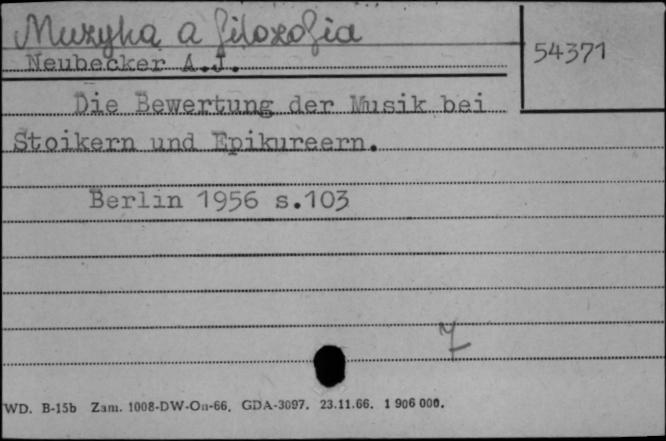 Muzyka a filozofia
54371
Neubecker A.J.
Die Bewertung der Musik bei
Stoikern und Epikureern.
Berlin 1956 s.103
WD. B-15b Zam. 1008-DW-On-66. GDA-3097. 23.11.66. 1 906 000.